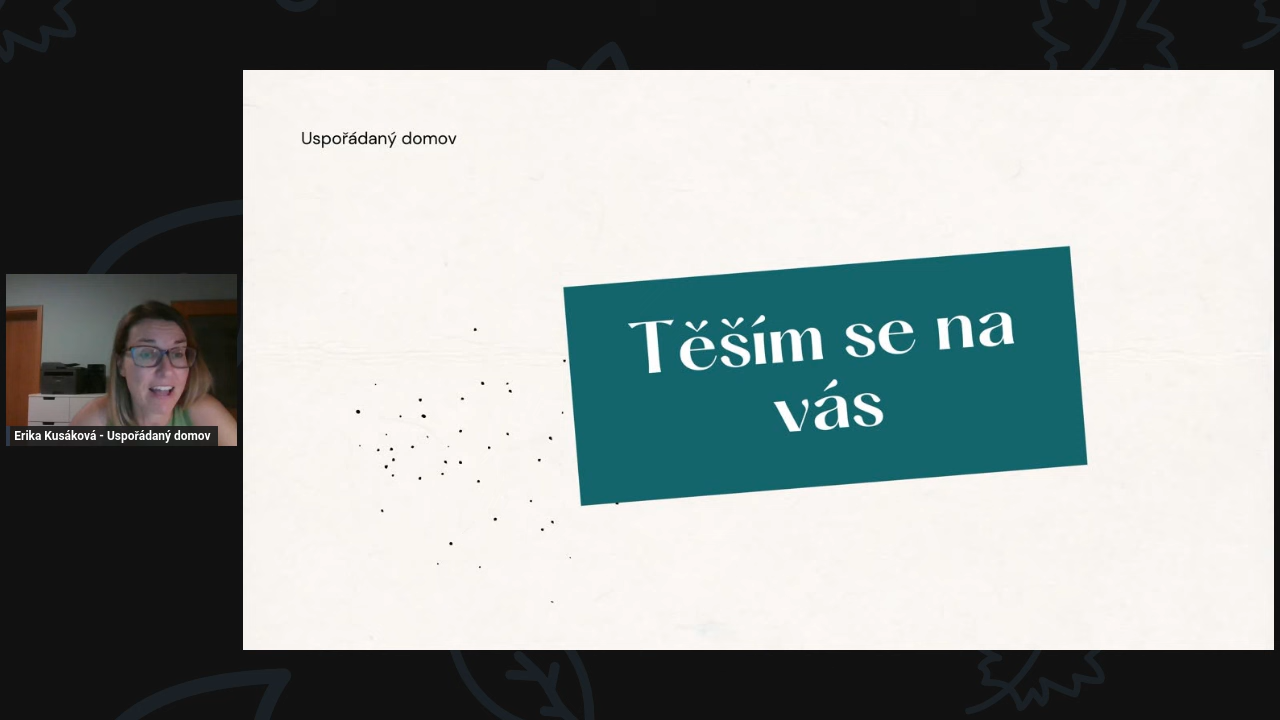 Uspořádaný domov
Těším se na
vás
Erika Kusáková - Uspořádaný domov